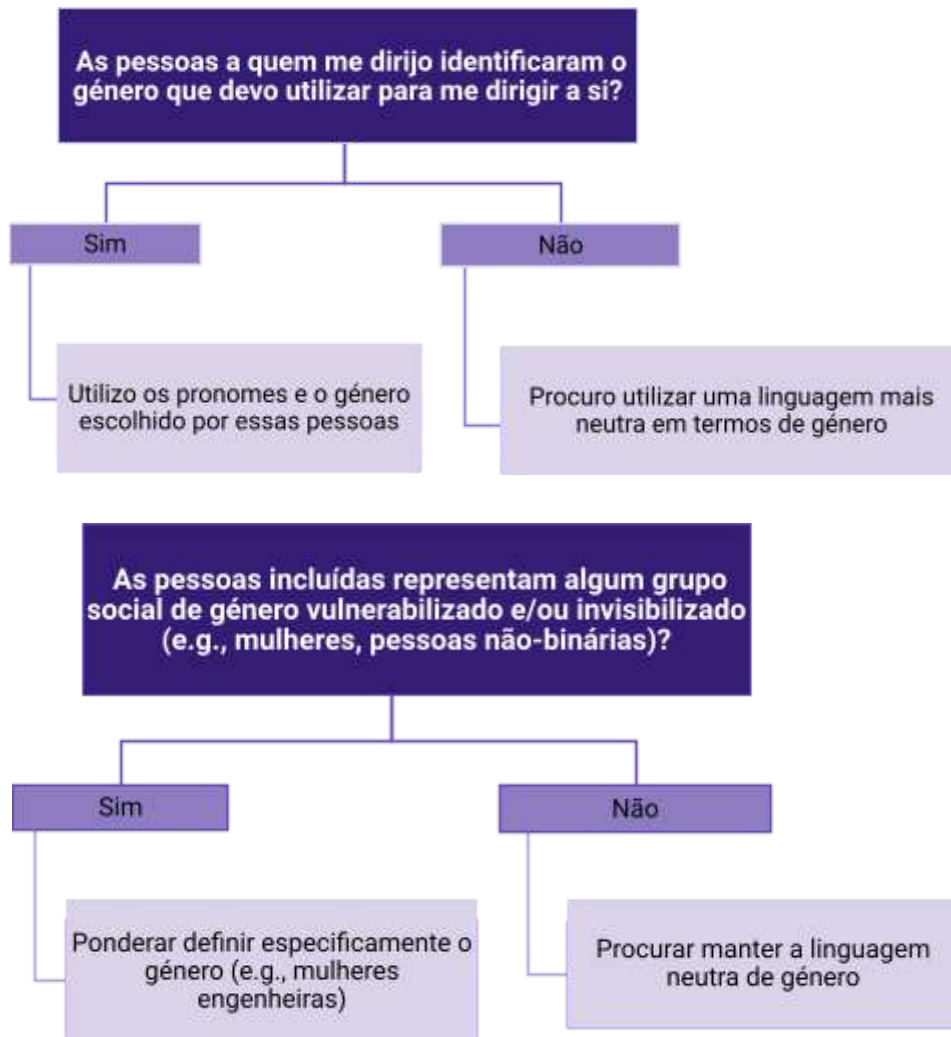 As pessoas a quem me dirijo identificaram o
género que devo utilizar para me dirigir a si?
Sim
Não
Utilizo os pronomes e o género
escolhido por essas pessoas
Procuro utilizar uma linguagem mais
neutra em termos de género
As pessoas incluídas representam algum grupo
social de género vulnerabilizado e/ou invisibilizado
(e.g., mulheres, pessoas não-binárias)?
Sim
Não
Ponderar definir especificamente o
género (e.g., mulheres
engenheiras)
Procurar manter a linguagem
neutra de género